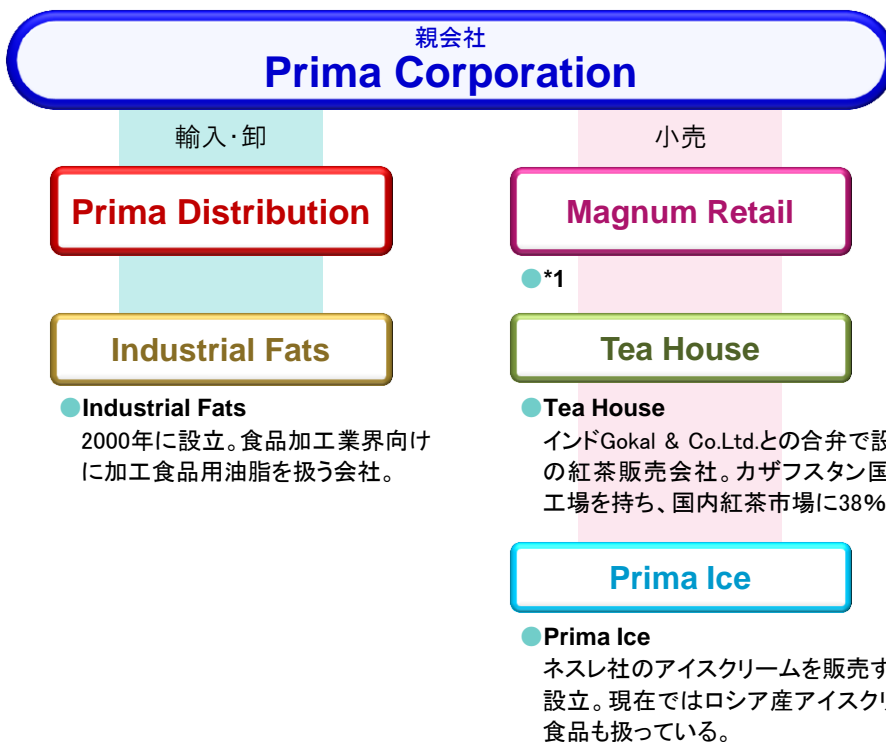 親会社
Prima Corporation
輸入·卸
Prima Distribution
Industrial Fats
●Industrial Fats
2000年に設立。食品加工業界向け
に加工食品用油脂を扱う会社。
小売
Magnum Retail
●*1
Tea House
●Tea House
インドGokal & Co.Ltd.との合弁で設
の紅茶販売会社。カザフスタン国
工場を持ち、国内紅茶市場に38%
Prima Ice
●Prima Ice
ネスレ社のアイスクリームを販売す
設立。現在ではロシア産アイスクリ
食品も扱っている。